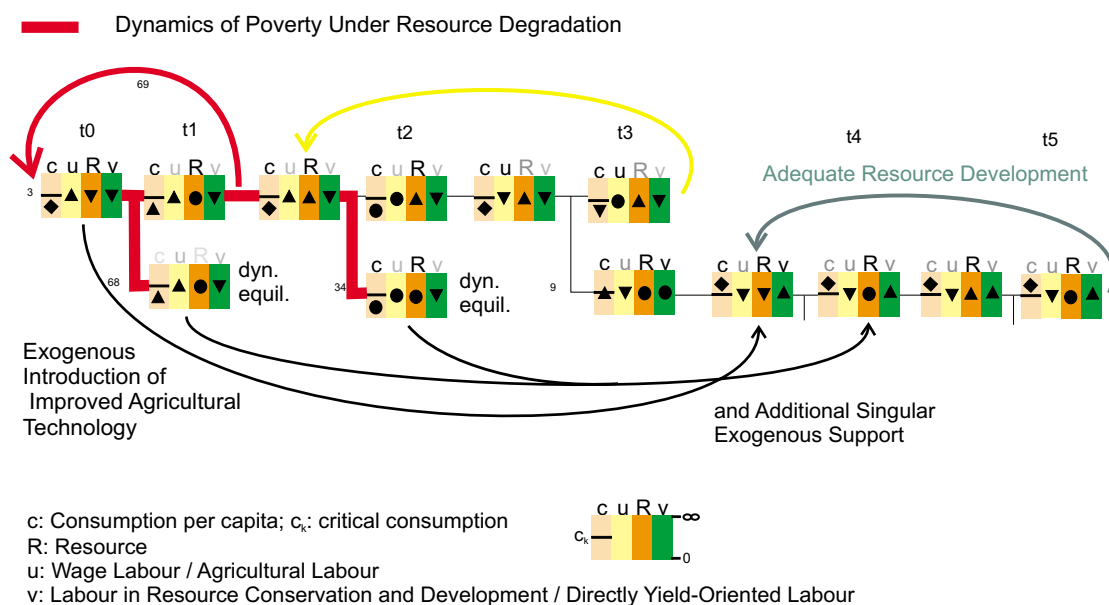 Dynamics of Poverty Under Resource Degradation
69
t0 t1 t2 t3 t4 t5
c u R v c u R v c u R v c u R v c u R v c u R v
3
Adequate Resource Development
c u R v c u R v c u R v c u R v
c u R v dyn.
equil.
68
c u R v dyn.
equil.
34
c u R v
9
Exogenous
Introduction of
Improved Agricultural
Technology
and Additional Singular
Exogenous Support
c: Consumption per capita; cₖ: critical consumption
R: Resource
u: Wage Labour / Agricultural Labour
v: Labour in Resource Conservation and Development / Directly Yield-Oriented Labour
c u R v
∞
cₖ
0